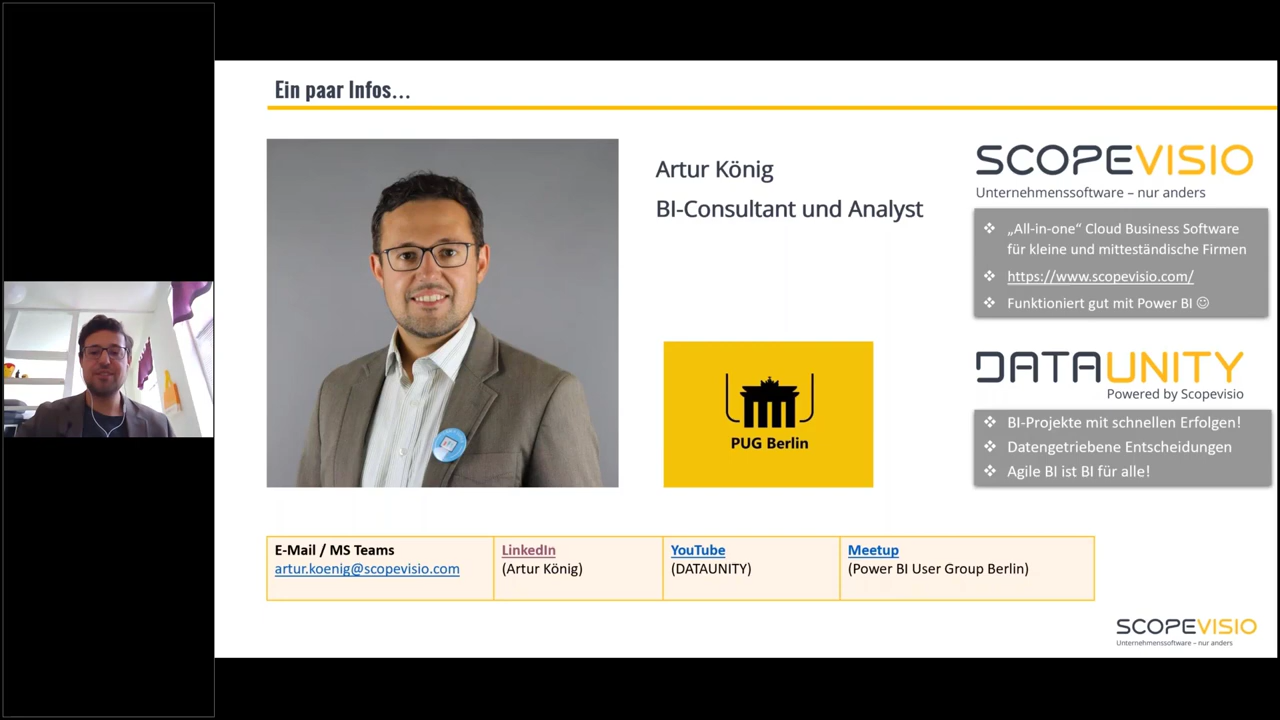 Ein paar Infos...
Artur König
BI-Consultant und Analyst
PUG Berlin
SCOPEVISIO
Unternehmenssoftware – nur anders
❖ „All-in-one“ Cloud Business Software
für kleine und mitteständische Firmen
❖ https://www.scopevisio.com/
❖ Funktioniert gut mit Power BI ☺
DATAUNITY
Powered by Scopevisio
❖ BI-Projekte mit schnellen Erfolgen!
❖ Datengetriebene Entscheidungen
❖ Agile BI ist BI für alle!
E-Mail / MS Teams
artur.koenig@scopevisio.com
LinkedIn
(Artur König)
YouTube
(DATAUNITY)
Meetup
(Power BI User Group Berlin)
SCOPEVISIO
Unternehmenssoftware – nur anders